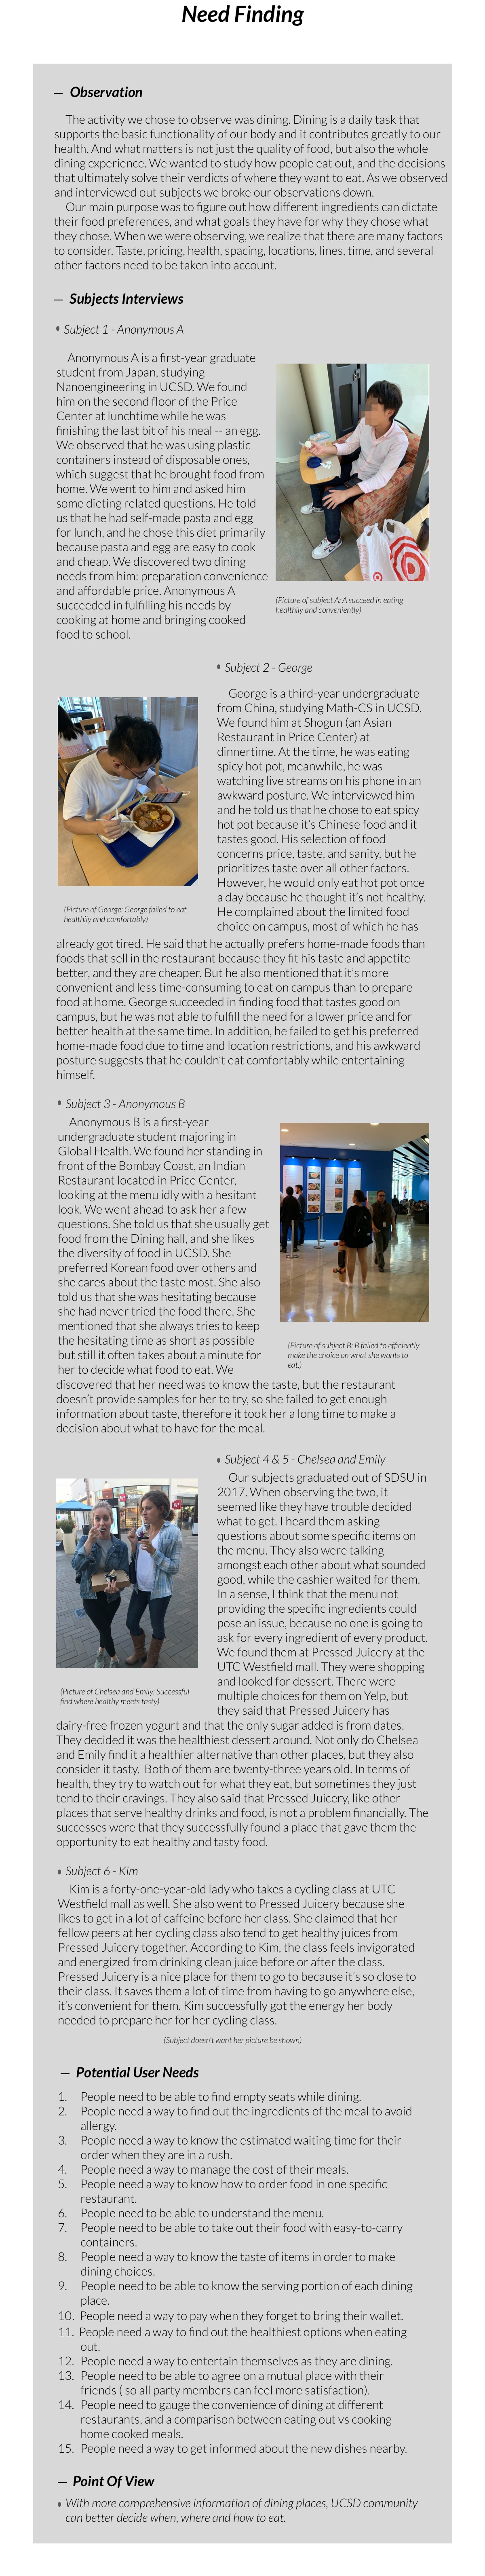 Need Finding
— Observation
The activity we chose to observe was dining. Dining is a daily task that
supports the basic functionality of our body and it contributes greatly to our
health. And what matters is not just the quality of food, but also the whole
dining experience. We wanted to study how people eat out, and the decisions
that ultimately solve their verdicts of where they want to eat. As we observed
and interviewed out subjects we broke our observations down.
Our main purpose was to figure out how different ingredients can dictate
their food preferences, and what goals they have for why they chose what
they chose. When we were observing, we realize that there are many factors
to consider. Taste, pricing, health, spacing, locations, lines, time, and several
other factors need to be taken into account.
— Subjects Interviews
• Subject 1 - Anonymous A
Anonymous A is a first-year graduate
student from Japan, studying
Nanoengineering in UCSD. We found
him on the second floor of the Price
Center at lunchtime while he was
finishing the last bit of his meal -- an egg.
We observed that he was using plastic
containers instead of disposable ones,
which suggest that he brought food from
home. We went to him and asked him
some dieting related questions. He told
us that he had self-made pasta and egg
for lunch, and he chose this diet primarily
because pasta and egg are easy to cook
and cheap. We discovered two dining
needs from him: preparation convenience
and affordable price. Anonymous A
succeeded in fulfilling his needs by
cooking at home and bringing cooked
food to school.
(Picture of subject A: A succeed in eating
healthily and conveniently)
• Subject 2 - George
George is a third-year undergraduate
from China, studying Math-CS in UCSD.
We found him at Shogun (an Asian
Restaurant in Price Center) at
dinnertime. At the time, he was eating
spicy hot pot, meanwhile, he was
watching live streams on his phone in an
awkward posture. We interviewed him
and he told us that he chose to eat spicy
hot pot because it's Chinese food and it
tastes good. His selection of food
concerns price, taste, and sanity, but he
prioritizes taste over all other factors.
However, he would only eat hot pot once
a day because he thought it's not healthy.
He complained about the limited food
choice on campus, most of which he has
(Picture of George: George failed to eat
healthily and comfortably)
already got tired. He said that he actually prefers home-made foods than
foods that sell in the restaurant because they fit his taste and appetite
better, and they are cheaper. But he also mentioned that it's more
convenient and less time-consuming to eat on campus than to prepare
food at home. George succeeded in finding food that tastes good on
campus, but he was not able to fulfill the need for a lower price and for
better health at the same time. In addition, he failed to get his preferred
home-made food due to time and location restrictions, and his awkward
posture suggests that he couldn't eat comfortably while entertaining
himself.
• Subject 3 - Anonymous B
Anonymous B is a first-year
undergraduate student majoring in
Global Health. We found her standing in
front of the Bombay Coast, an Indian
Restaurant located in Price Center,
looking at the menu idly with a hesitant
look. We went ahead to ask her a few
questions. She told us that she usually get
food from the Dining hall, and she likes
the diversity of food in UCSD. She
preferred Korean food over others and
she cares about the taste most. She also
told us that she was hesitating because
she had never tried the food there. She
mentioned that she always tries to keep
the hesitating time as short as possible
but still it often takes about a minute for
her to decide what food to eat. We
(Picture of subject B: B failed to efficiently
make the choice on what she wants to
eat.)
discovered that her need was to know the taste, but the restaurant
doesn't provide samples for her to try, so she failed to get enough
information about taste, therefore it took her a long time to make a
decision about what to have for the meal.
• Subject 4 & 5 - Chelsea and Emily
Our subjects graduated out of SDSU in
2017. When observing the two, it
seemed like they have trouble decided
what to get. I heard them asking
questions about some specific items on
the menu. They also were talking
amongst each other about what sounded
good, while the cashier waited for them.
In a sense, I think that the menu not
providing the specific ingredients could
pose an issue, because no one is going to
ask for every ingredient of every product.
We found them at Pressed Juicery at the
UTC Westfield mall. They were shopping
and looked for dessert. There were
multiple choices for them on Yelp, but
they said that Pressed Juicery has
(Picture of Chelsea and Emily: Successful
find where healthy meets tasty)
dairy-free frozen yogurt and that the only sugar added is from dates.
They decided it was the healthiest dessert around. Not only do Chelsea
and Emily find it a healthier alternative than other places, but they also
consider it tasty. Both of them are twenty-three years old. In terms of
health, they try to watch out for what they eat, but sometimes they just
tend to their cravings. They also said that Pressed Juicery, like other
places that serve healthy drinks and food, is not a problem financially. The
successes were that they successfully found a place that gave them the
opportunity to eat healthy and tasty food.
• Subject 6 - Kim
Kim is a forty-one-year-old lady who takes a cycling class at UTC
Westfield mall as well. She also went to Pressed Juicery because she
likes to get in a lot of caffeine before her class. She claimed that her
fellow peers at her cycling class also tend to get healthy juices from
Pressed Juicery together. According to Kim, the class feels invigorated
and energized from drinking clean juice before or after the class.
Pressed Juicery is a nice place for them to go to because it's so close to
their class. It saves them a lot of time from having to go anywhere else,
it's convenient for them. Kim successfully got the energy her body
needed to prepare her for her cycling class.
(Subject doesn't want her picture be shown)
— Potential User Needs
1. People need to be able to find empty seats while dining.
2. People need a way to find out the ingredients of the meal to avoid
allergy.
3. People need a way to know the estimated waiting time for their
order when they are in a rush.
4. People need a way to manage the cost of their meals.
5. People need a way to know how to order food in one specific
restaurant.
6. People need to be able to understand the menu.
7. People need to be able to take out their food with easy-to-carry
containers.
8. People need a way to know the taste of items in order to make
dining choices.
9. People need to be able to know the serving portion of each dining
place.
10. People need a way to pay when they forget to bring their wallet.
11. People need a way to find out the healthiest options when eating
out.
12. People need a way to entertain themselves as they are dining.
13. People need to be able to agree on a mutual place with their
friends ( so all party members can feel more satisfaction).
14. People need to gauge the convenience of dining at different
restaurants, and a comparison between eating out vs cooking
home cooked meals.
15. People need a way to get informed about the new dishes nearby.
— Point Of View
• With more comprehensive information of dining places, UCSD community
can better decide when, where and how to eat.